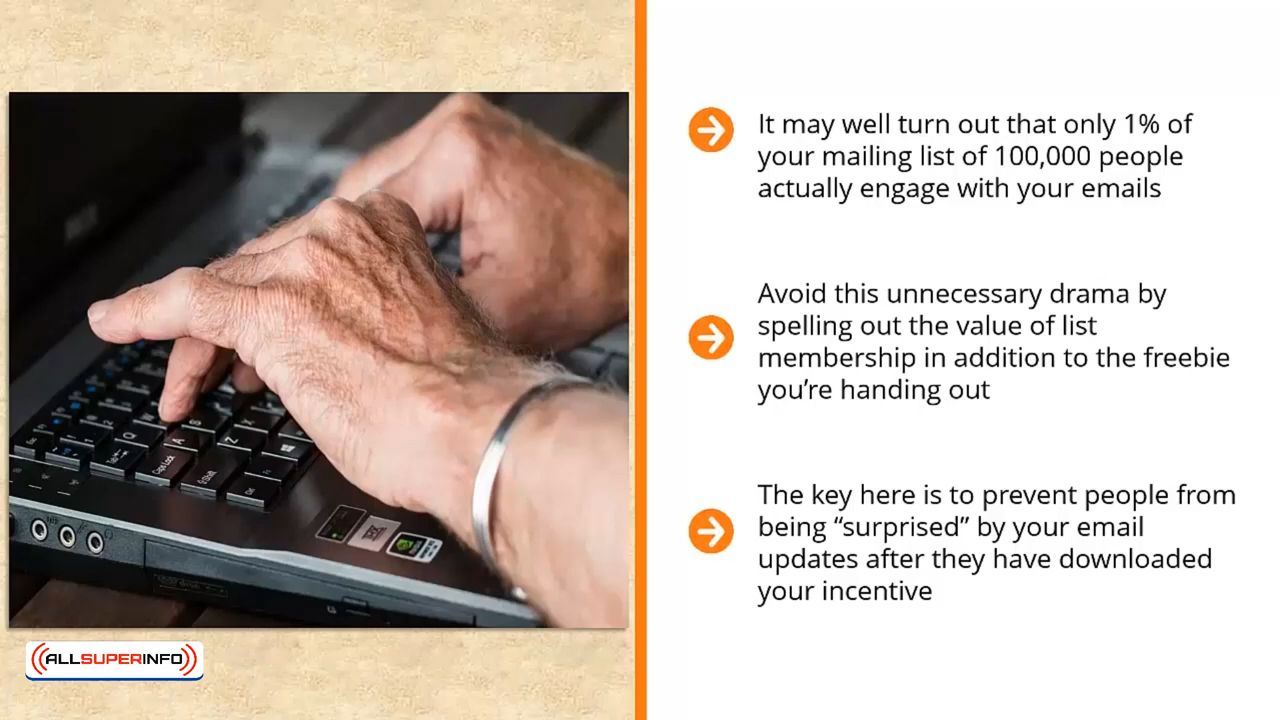 It may well turn out that only 1% of
your mailing list of 100,000 people
actually engage with your emails
Avoid this unnecessary drama by
spelling out the value of list
membership in addition to the freebie
you're handing out
The key here is to prevent people from
being “surprised” by your email
updates after they have downloaded
your incentive
ALLSUPERINFO
Caps Lock
Shift
A
Z
Q